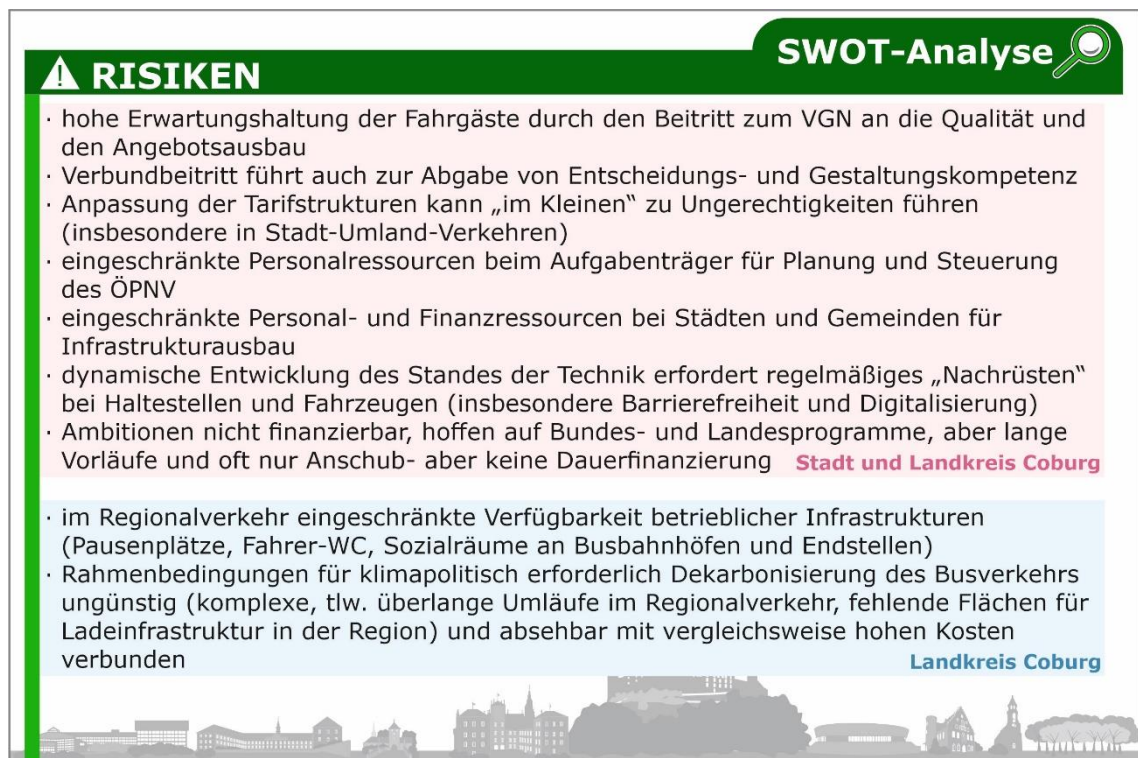 SWOT-Analyse
RISIKEN
· hohe Erwartungshaltung der Fahrgäste durch den Beitritt zum VGN an die Qualität und
den Angebotsausbau
· Verbundbeitritt führt auch zur Abgabe von Entscheidungs- und Gestaltungskompetenz
· Anpassung der Tarifstrukturen kann „im Kleinen“ zu Ungerechtigkeiten führen
(insbesondere in Stadt-Umland-Verkehren)
· eingeschränkte Personalressourcen beim Aufgabenträger für Planung und Steuerung
des ÖPNV
· eingeschränkte Personal- und Finanzressourcen bei Städten und Gemeinden für
Infrastrukturausbau
· dynamische Entwicklung des Standes der Technik erfordert regelmäßiges „Nachrüsten“
bei Haltestellen und Fahrzeugen (insbesondere Barrierefreiheit und Digitalisierung)
· Ambitionen nicht finanzierbar, hoffen auf Bundes- und Landesprogramme, aber lange
Vorläufe und oft nur Anschub- aber keine Dauerfinanzierung Stadt und Landkreis Coburg
· im Regionalverkehr eingeschränkte Verfügbarkeit betrieblicher Infrastrukturen
(Pausenplätze, Fahrer-WC, Sozialräume an Busbahnhöfen und Endstellen)
· Rahmenbedingungen für klimapolitisch erforderlich Dekarbonisierung des Busverkehrs
ungünstig (komplexe, tlw. überlange Umläufe im Regionalverkehr, fehlende Flächen für
Ladeinfrastruktur in der Region) und absehbar mit vergleichsweise hohen Kosten
verbunden Landkreis Coburg